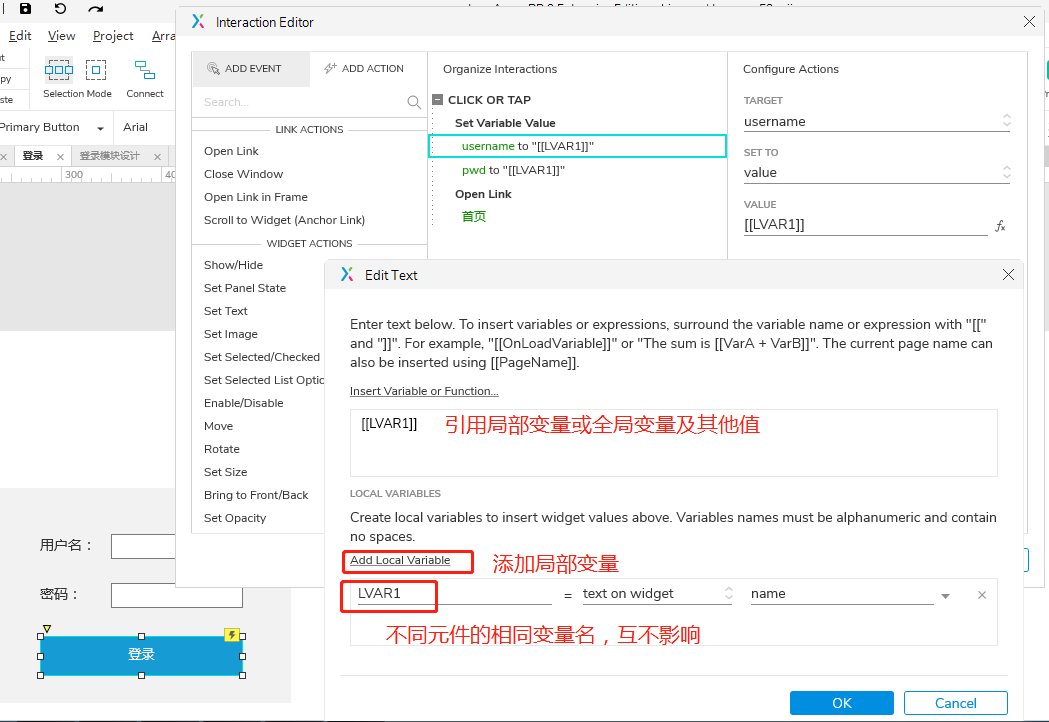 Interaction Editor
Edit View Project Arra
Selection Mode Connect
Primary Button Arial
登录 登录模块设计
300
ADD EVENT ADD ACTION
Search...
LINK ACTIONS
Open Link
Close Window
Open Link in Frame
Scroll to Widget (Anchor Link)
WIDGET ACTIONS
Show/Hide
Set Panel State
Set Text
Set Image
Set Selected/Checked
Set Selected List Optio
Enable/Disable
Move
Rotate
Set Size
Bring to Front/Back
Set Opacity
Organize Interactions
CLICK OR TAP
Set Variable Value
username to "[[LVAR1]]"
pwd to "[[LVAR1]]"
Open Link
首页
Configure Actions
TARGET
username
SET TO
value
VALUE
[[LVAR1]] fx
Edit Text
Enter text below. To insert variables or expressions, surround the variable name or expression with "[["
and "]]". For example, "[[OnLoadVariable]]" or "The sum is [[VarA + VarB]]". The current page name can
also be inserted using [[PageName]].
Insert Variable or Function...
[[LVAR1]] 引用局部变量或全局变量及其他值
LOCAL VARIABLES
Create local variables to insert widget values above. Variables names must be alphanumeric and contain
no spaces.
Add Local Variable 添加局部变量
LVAR1 = text on widget name
不同元件的相同变量名，互不影响
OK Cancel
用户名：
密码：
登录